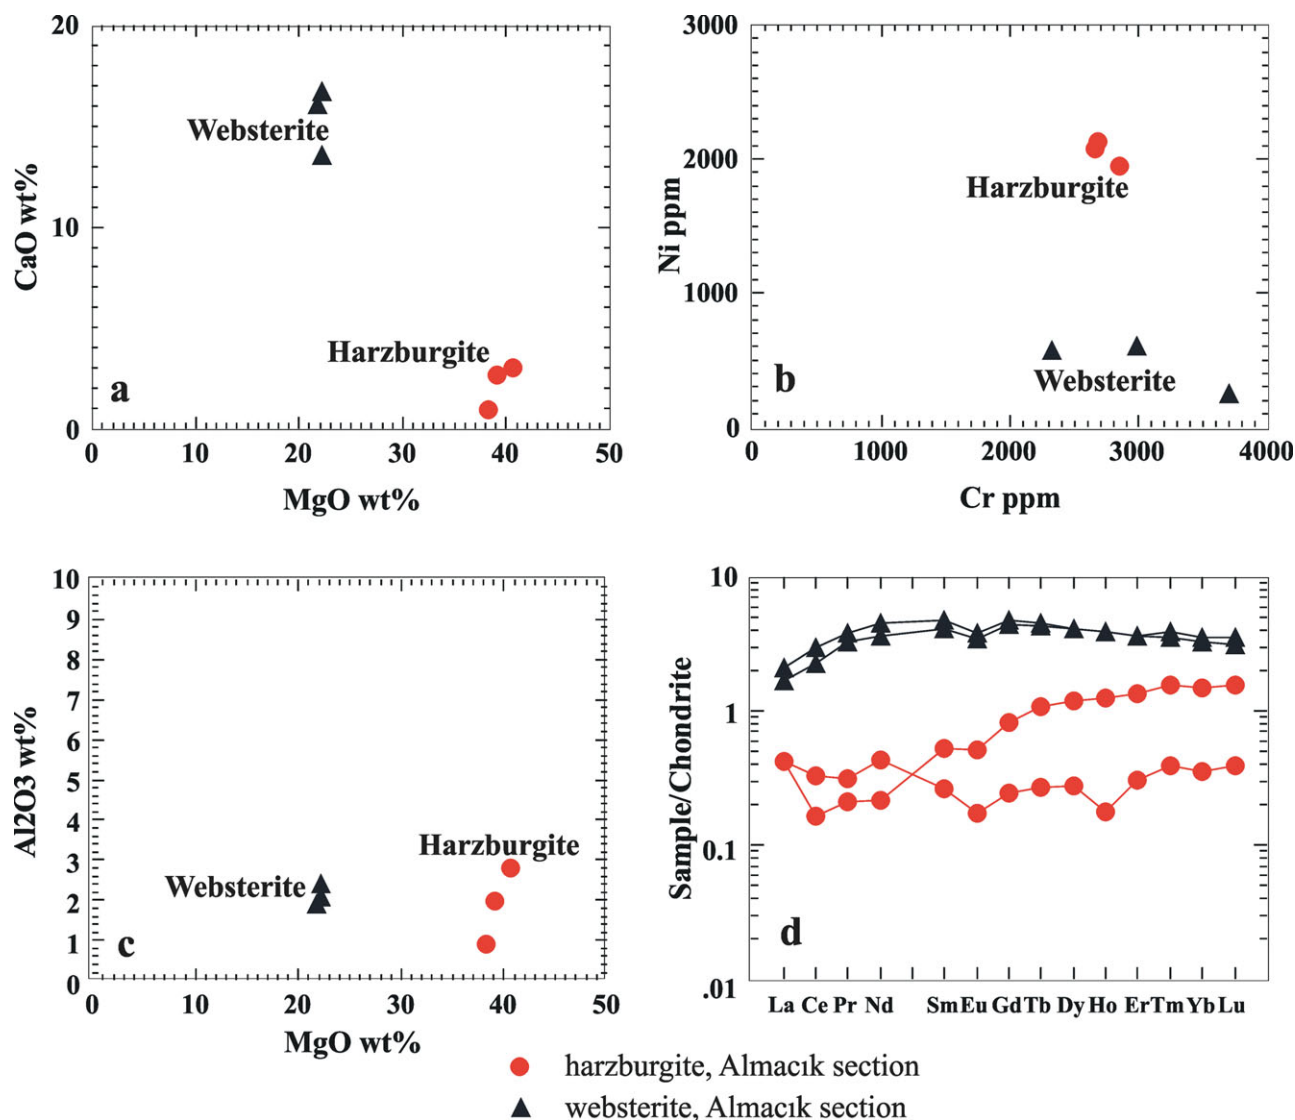 20
CaO wt%
Websterite
10
Harzburgite
a
0
0 10 20 30 40 50
MgO wt%
3000
Ni ppm
Harzburgite
2000
1000
Websterite
b
0
0 1000 2000 3000 4000
Cr ppm
10
9
8
7
6
5
4
3
2
1
0
Al2O3 wt%
Harzburgite
Websterite
c
0 10 20 30 40 50
MgO wt%
10
1
0.1
.01
Sample/Chondrite
d
La Ce Pr Nd Sm Eu Gd Tb Dy Ho Er Tm Yb Lu
harzburgite, Almacık section
websterite, Almacık section